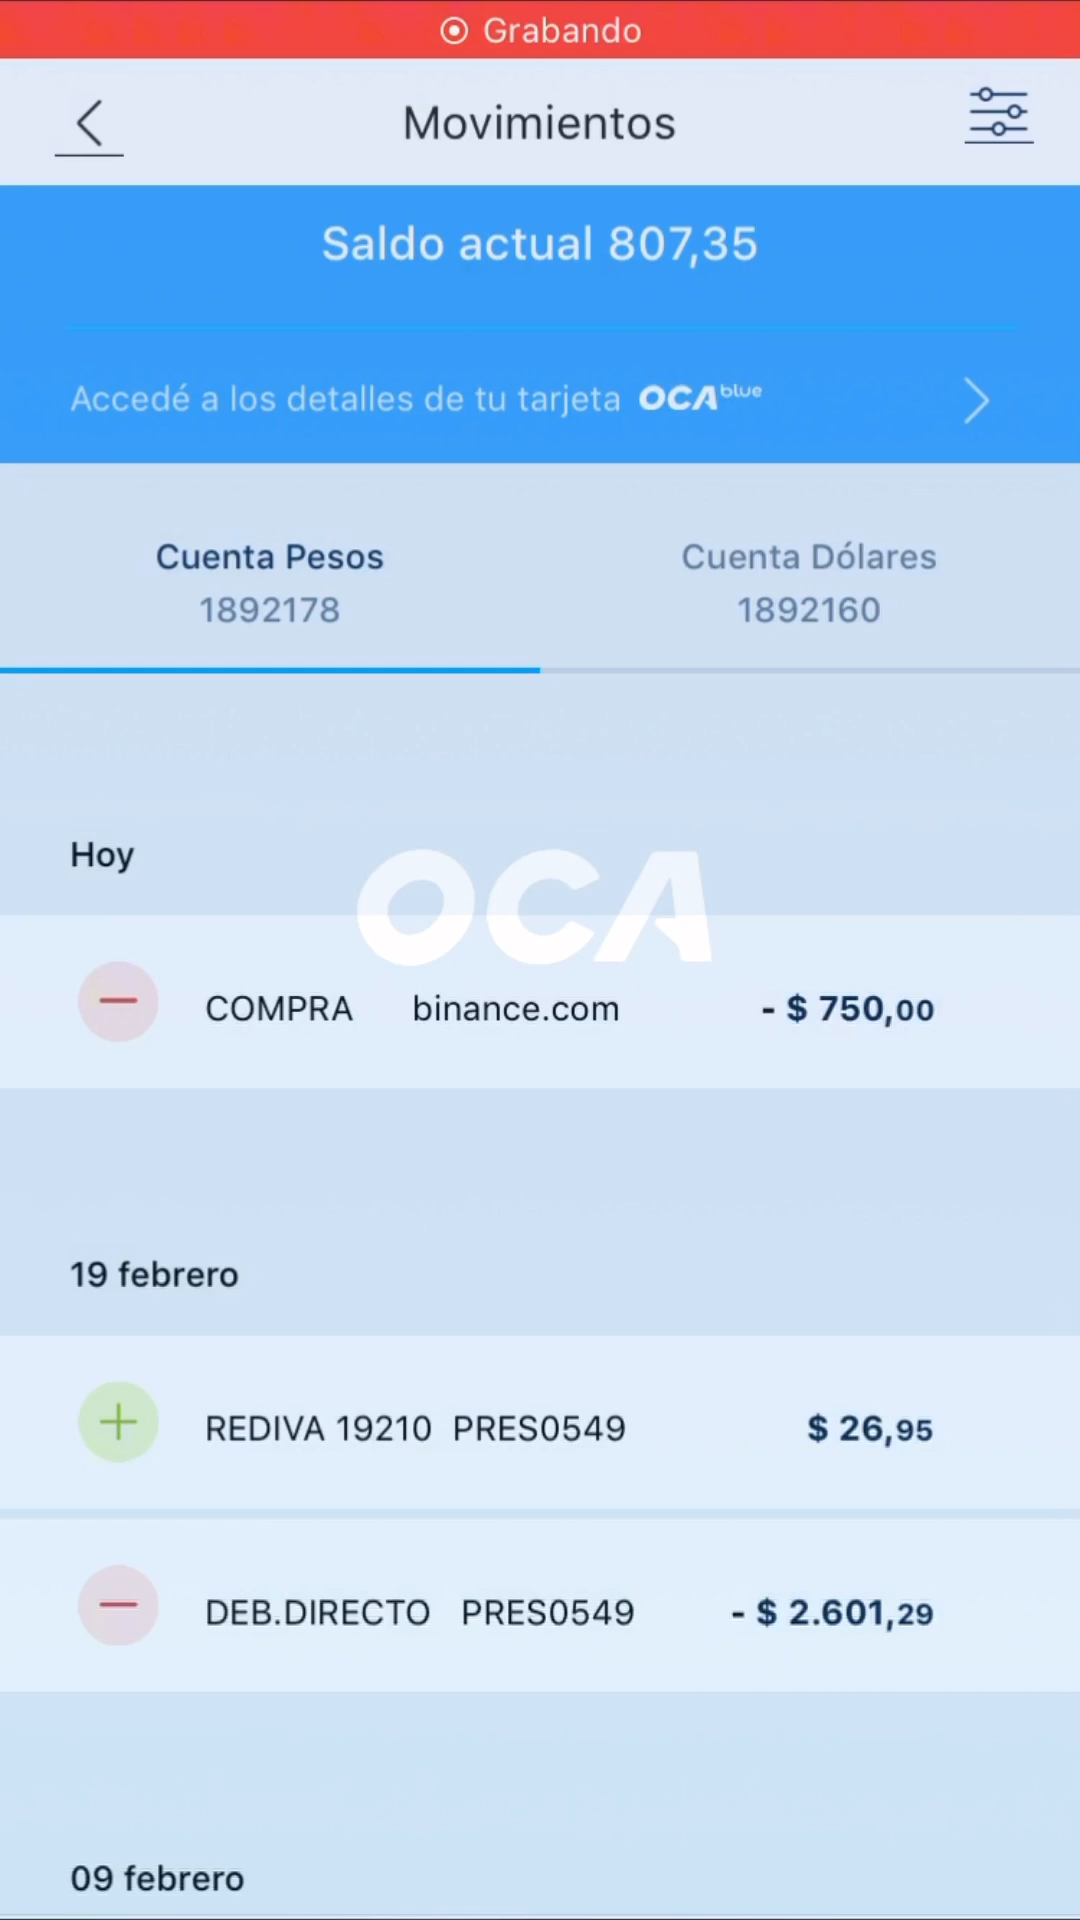 Grabando
Movimientos
Saldo actual 807,35
Accedé a los detalles de tu tarjeta OCA blue
Cuenta Pesos Cuenta Dólares
1892178 1892160
Hoy
OCA
COMPRA binance.com - $ 750,00
19 febrero
REDIVA 19210 PRES0549 $ 26,95
DEB.DIRECTO PRES0549 - $ 2.601,29
09 febrero